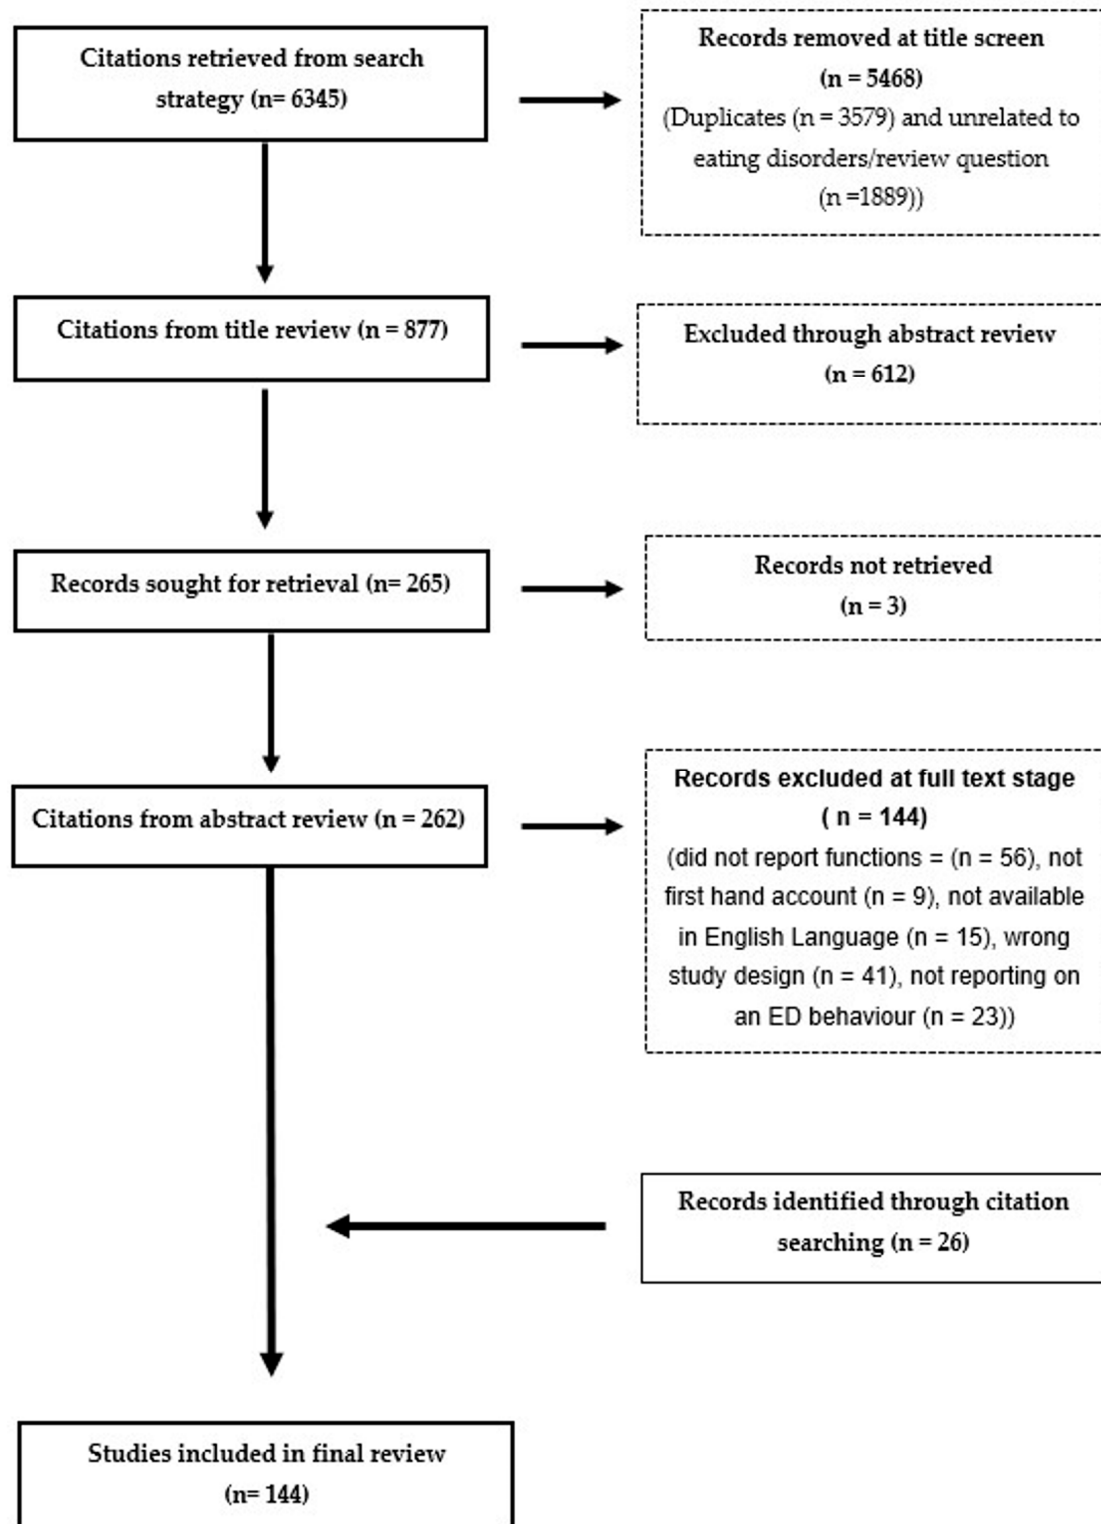 Citations retrieved from search
strategy (n= 6345)
Records removed at title screen
(n = 5468)
(Duplicates (n = 3579) and unrelated to
eating disorders/review question
(n =1889))
Citations from title review (n = 877)
Excluded through abstract review
(n = 612)
Records sought for retrieval (n= 265)
Records not retrieved
(n = 3)
Citations from abstract review (n = 262)
Records excluded at full text stage
( n = 144)
(did not report functions = (n = 56), not
first hand account (n = 9), not available
in English Language (n = 15), wrong
study design (n = 41), not reporting on
an ED behaviour (n = 23))
Records identified through citation
searching (n = 26)
Studies included in final review
(n= 144)